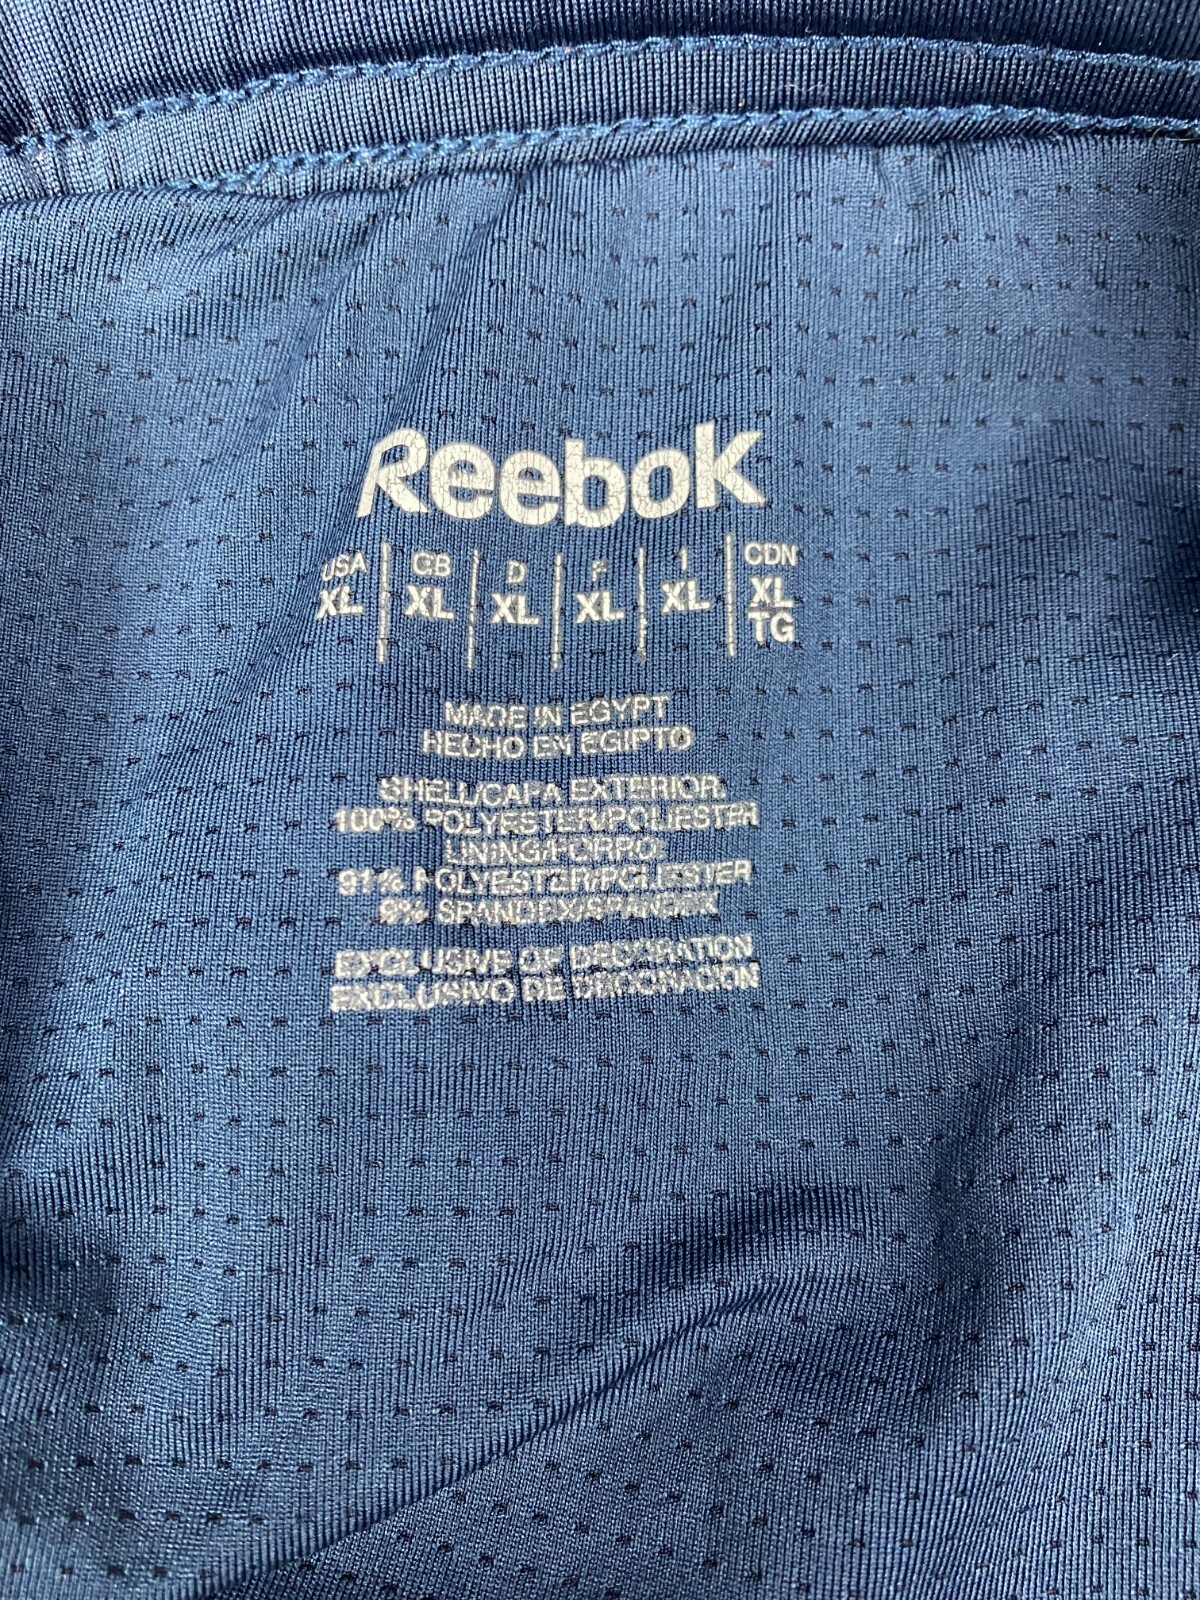 Reebok
USA GB D F I CDN
XL XL XL XL XL XL
TG
MADE IN EGYPT
HECHO EN EGIPTO
SHELL/CAPA EXTERIOR
100% POLYESTER/POLIESTER
LINING/FORRO:
91% POLYESTER/POLIESTER
9% SPANDEX/SPANDEX
EXCLUSIVE OF DECORATION
EXCLUSIVO DE DECORACION